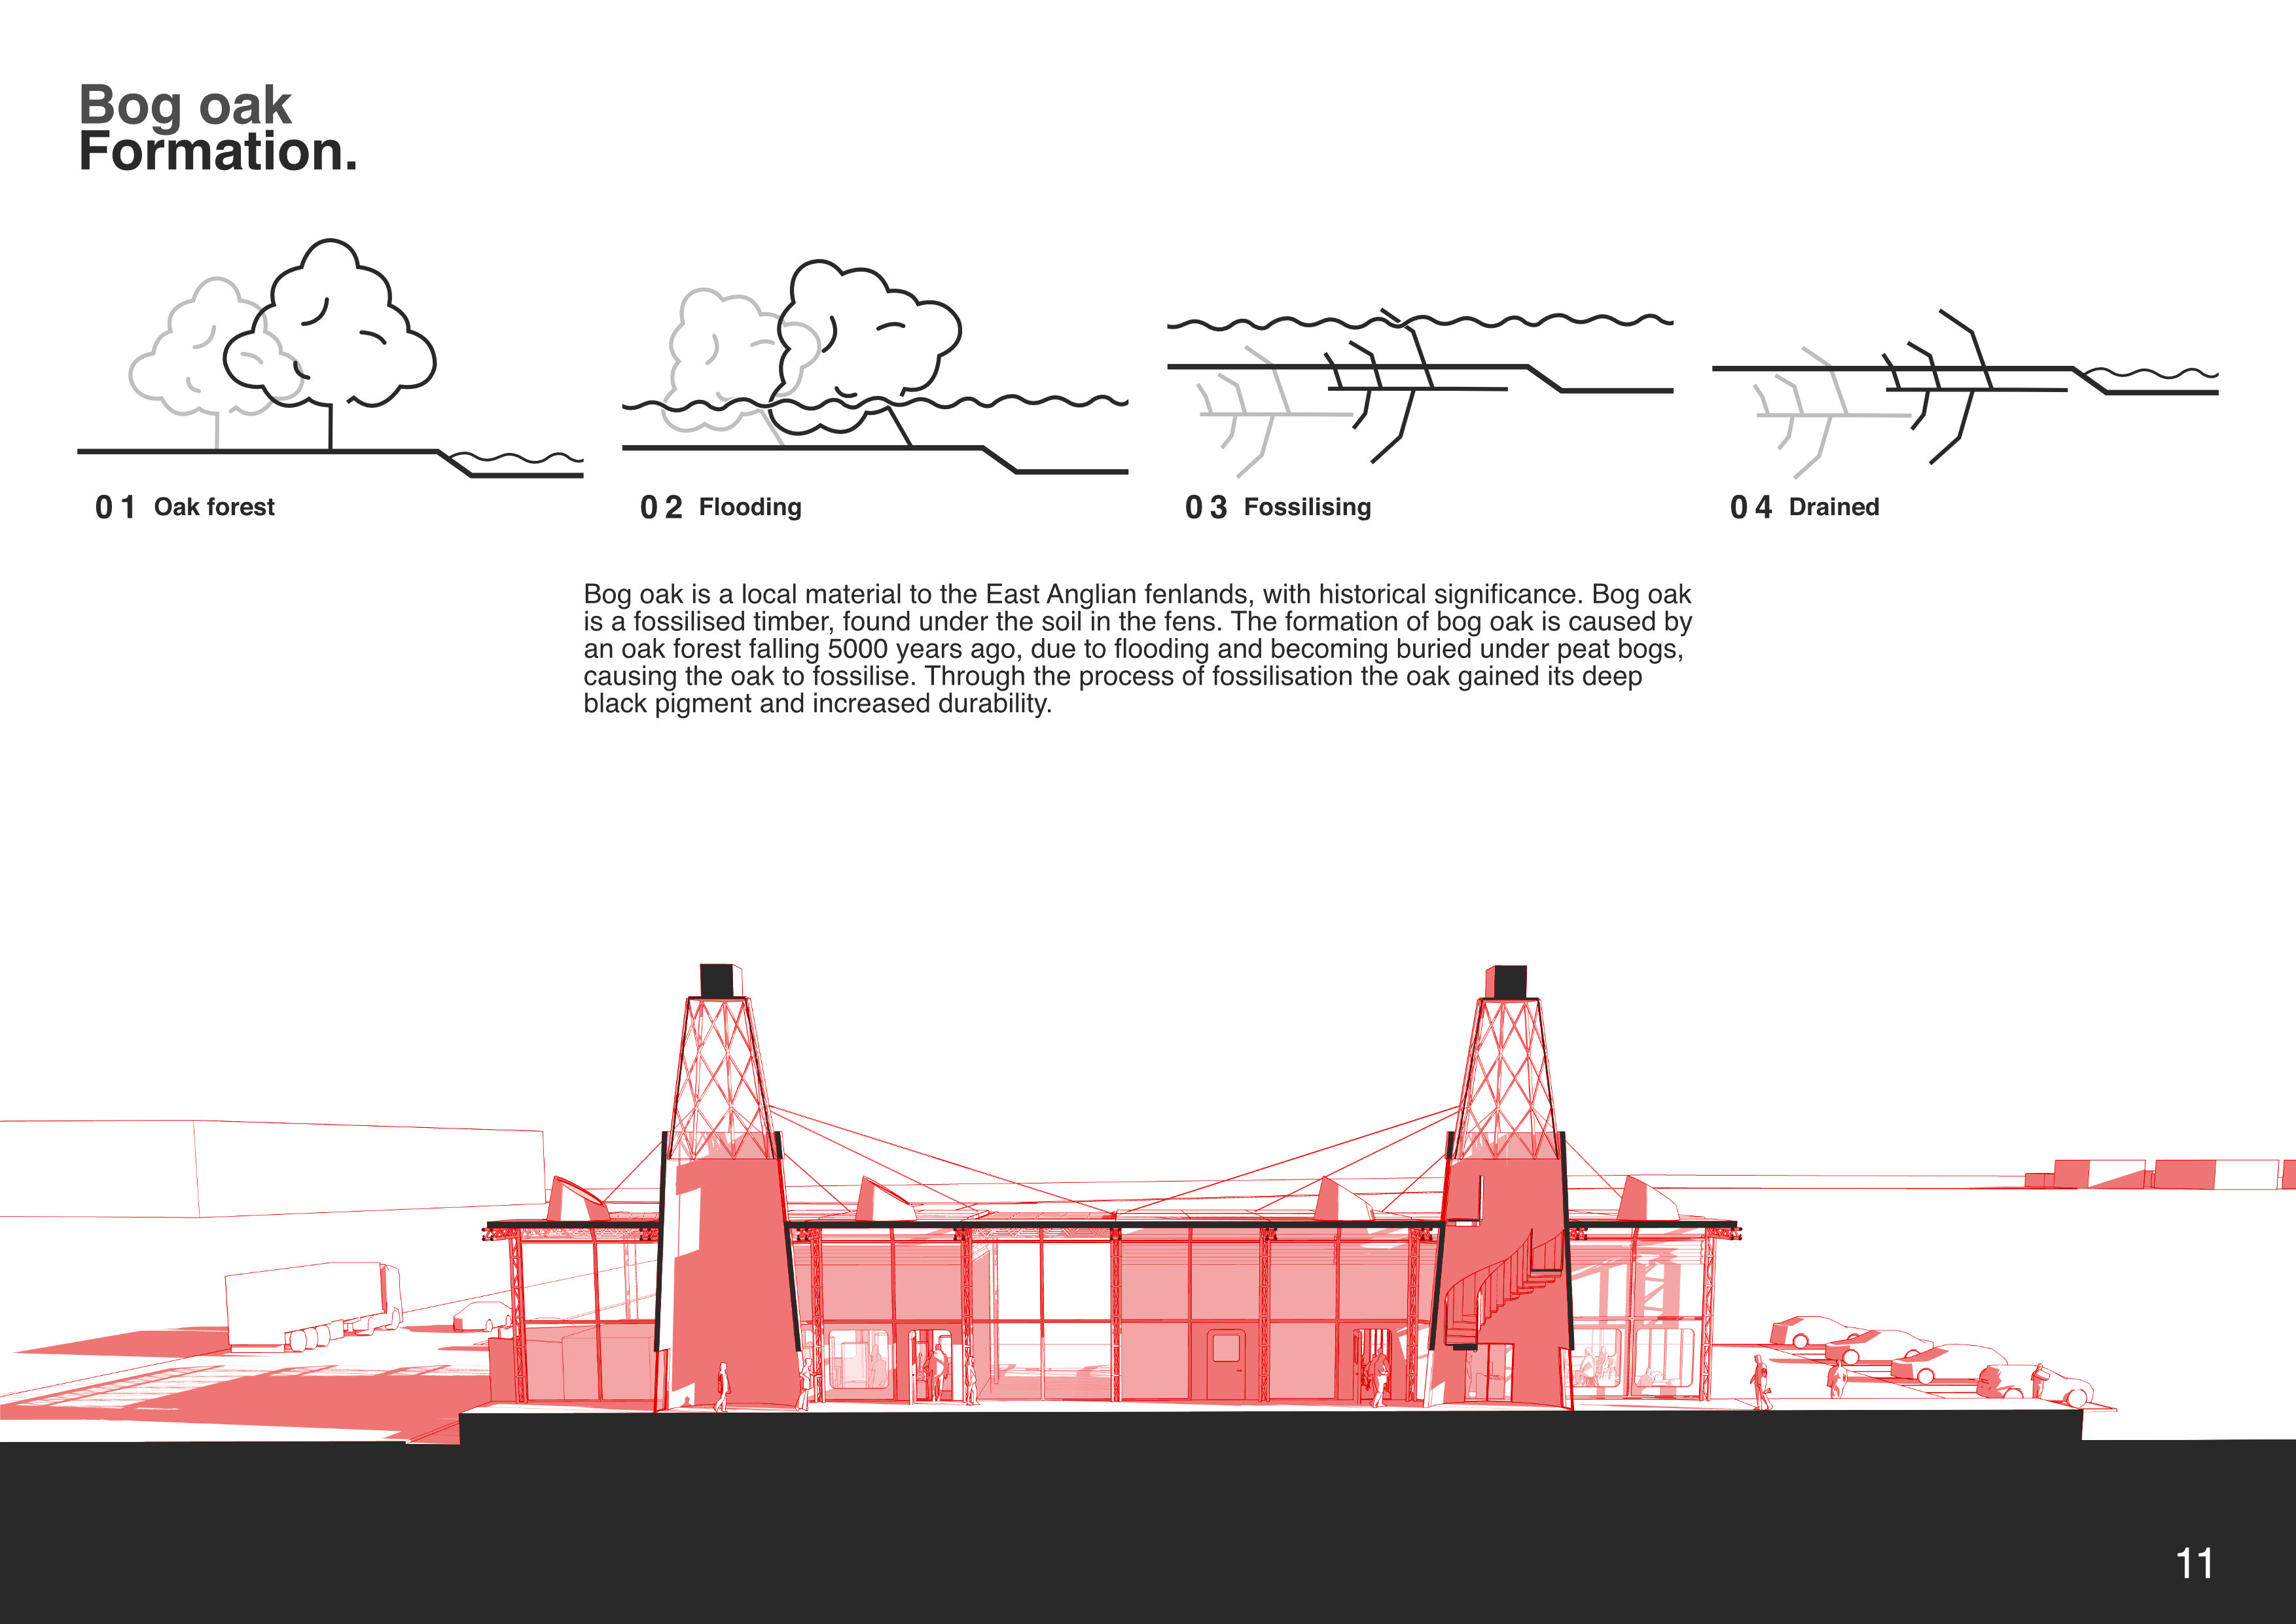 Bog oak
Formation.
01 Oak forest
02 Flooding
03 Fossilising
04 Drained
Bog oak is a local material to the East Anglian fenlands, with historical significance. Bog oak
is a fossilised timber, found under the soil in the fens. The formation of bog oak is caused by
an oak forest falling 5000 years ago, due to flooding and becoming buried under peat bogs,
causing the oak to fossilise. Through the process of fossilisation the oak gained its deep
black pigment and increased durability.
11